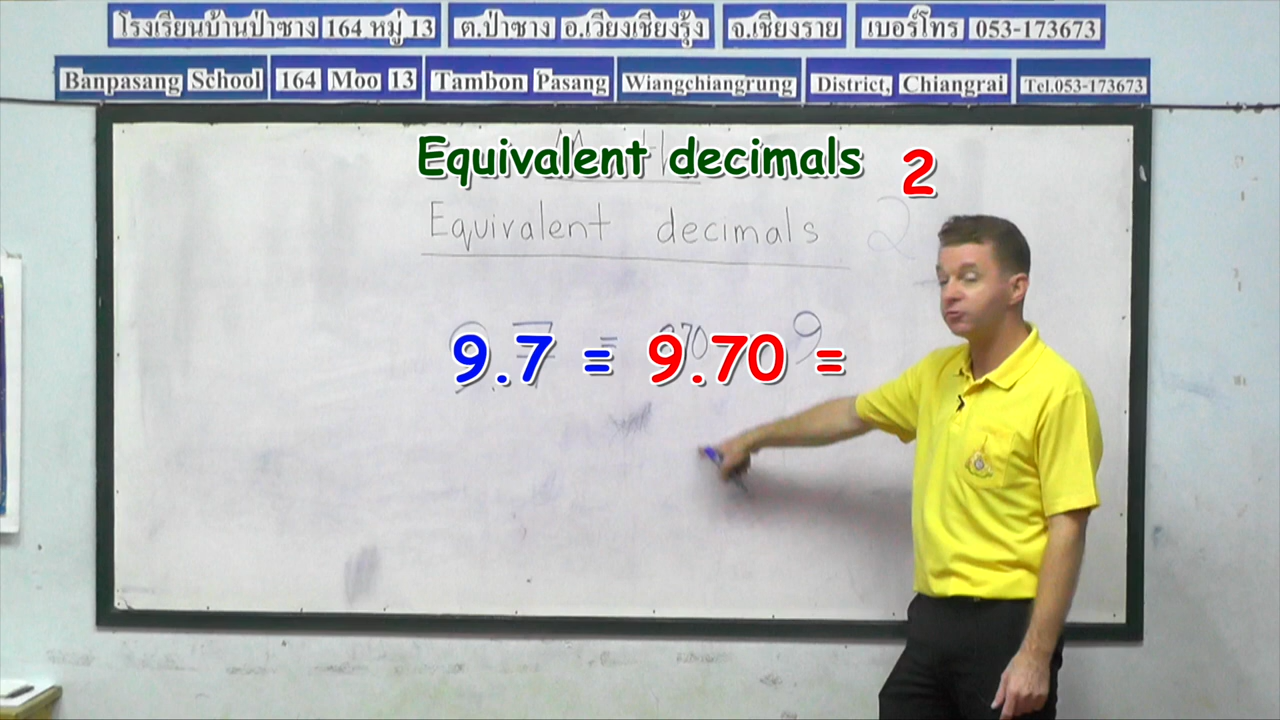 โรงเรียนบ้านป่าซาง 164 หมู่ 13 ต.ป่าซาง อ.เวียงเชียงรุ้ง จ.เชียงราย เบอร์โทร 053-173673
Banpasang School 164 Moo 13 Tambon Pasang Wiangchiangrung District, Chiangrai Tel.053-173673
Equivalent decimals 2
Equivalent decimals 2
9.7 = 9.70 =